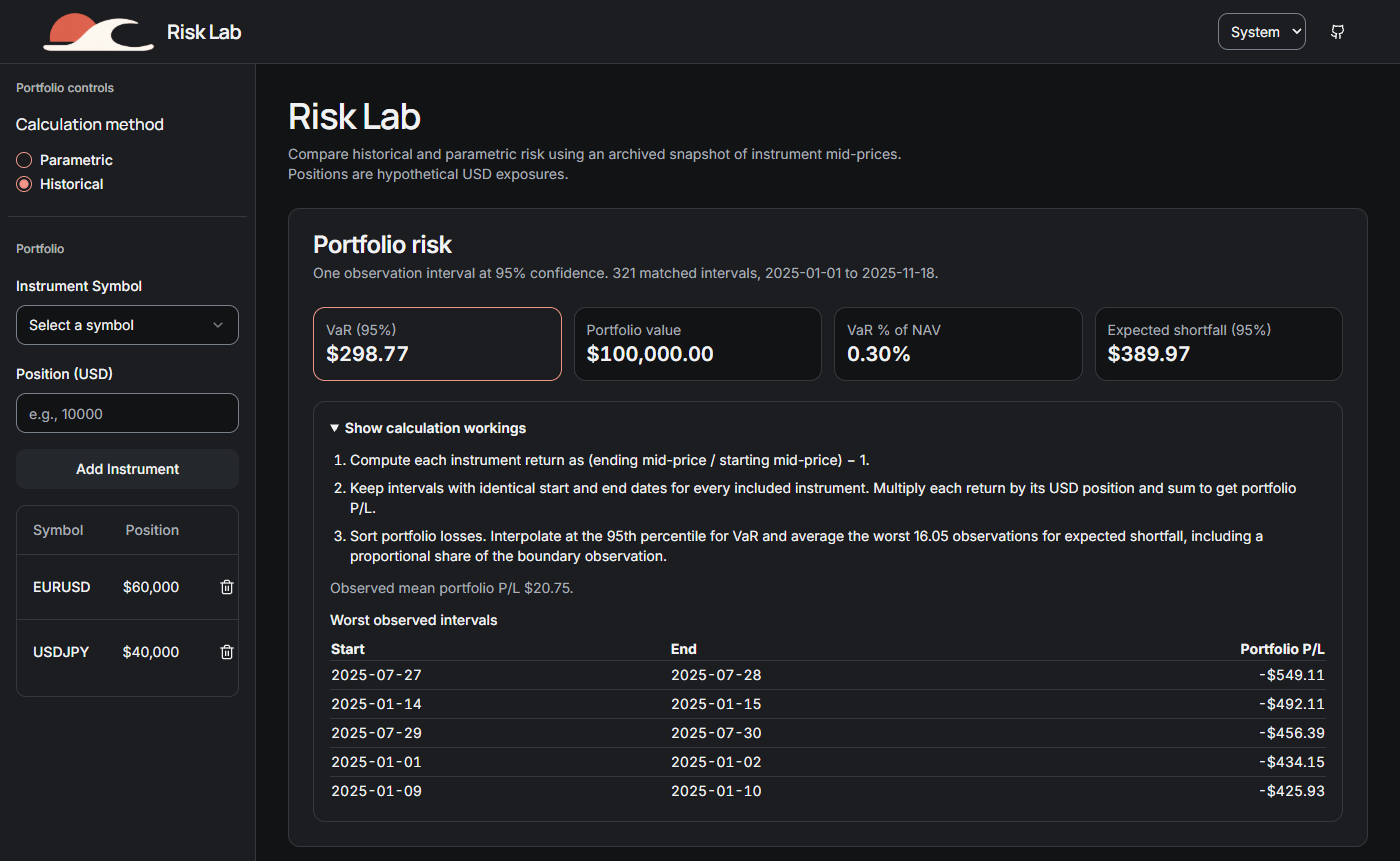 Risk Lab
System
Portfolio controls
Calculation method
Parametric
Historical
Portfolio
Instrument Symbol
Select a symbol
Position (USD)
e.g., 10000
Add Instrument
Symbol Position
EURUSD $60,000
USDJPY $40,000
Risk Lab
Compare historical and parametric risk using an archived snapshot of instrument mid-prices.
Positions are hypothetical USD exposures.
Portfolio risk
One observation interval at 95% confidence. 321 matched intervals, 2025-01-01 to 2025-11-18.
VaR (95%)
$298.77
Portfolio value
$100,000.00
VaR % of NAV
0.30%
Expected shortfall (95%)
$389.97
Show calculation workings
1. Compute each instrument return as (ending mid-price / starting mid-price) − 1.
2. Keep intervals with identical start and end dates for every included instrument. Multiply each return by its USD position and sum to get portfolio
P/L.
3. Sort portfolio losses. Interpolate at the 95th percentile for VaR and average the worst 16.05 observations for expected shortfall, including a
proportional share of the boundary observation.
Observed mean portfolio P/L $20.75.
Worst observed intervals
Start End Portfolio P/L
2025-07-27 2025-07-28 -$549.11
2025-01-14 2025-01-15 -$492.11
2025-07-29 2025-07-30 -$456.39
2025-01-01 2025-01-02 -$434.15
2025-01-09 2025-01-10 -$425.93